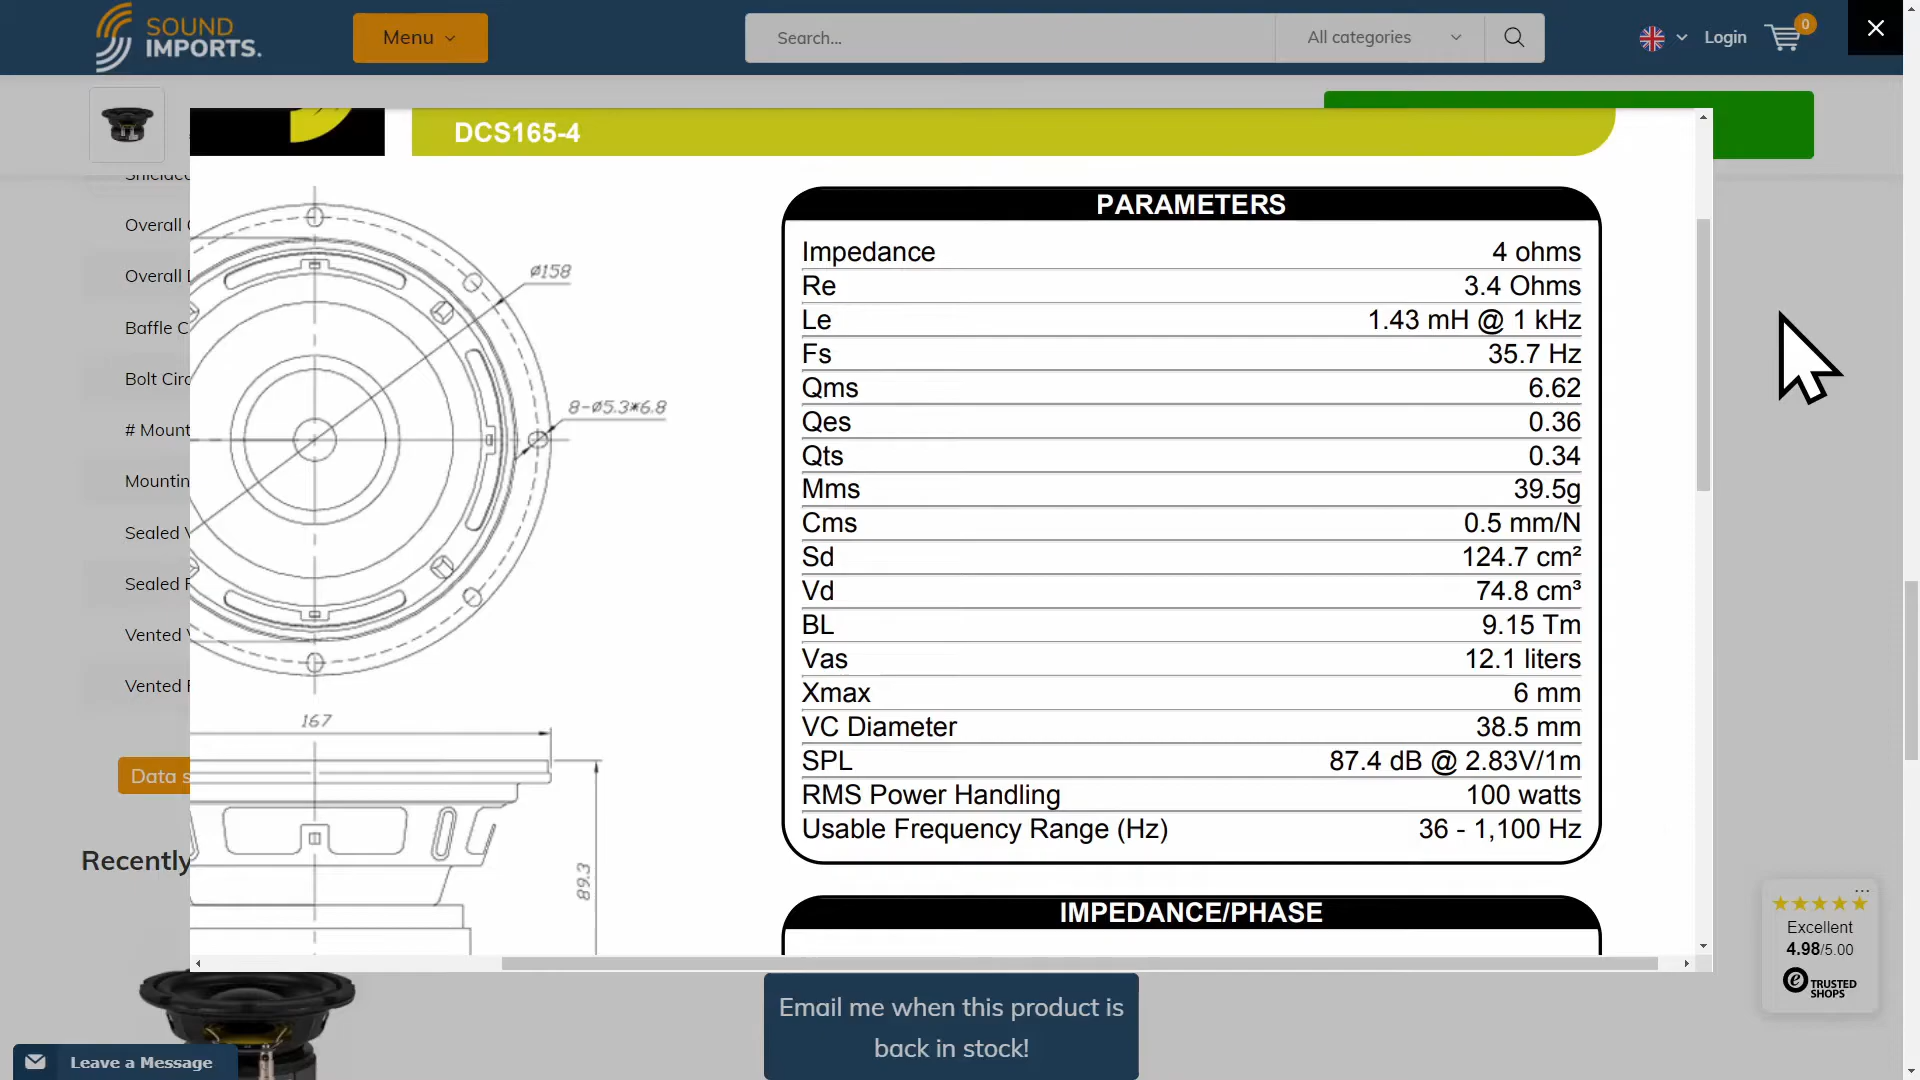 SOUND
IMPORTS.
Menu
Search...
All categories
Login
0
DCS165-4
Shielded
Overall
Overall
Baffle C
Bolt Circ
# Mount
Mountin
Sealed
Sealed
Vented
Vented
Data s
Recently
ø158
8-ø5.3*6.8
167
89.3
PARAMETERS
Impedance 4 ohms
Re 3.4 Ohms
Le 1.43 mH @ 1 kHz
Fs 35.7 Hz
Qms 6.62
Qes 0.36
Qts 0.34
Mms 39.5g
Cms 0.5 mm/N
Sd 124.7 cm²
Vd 74.8 cm³
BL 9.15 Tm
Vas 12.1 liters
Xmax 6 mm
VC Diameter 38.5 mm
SPL 87.4 dB @ 2.83V/1m
RMS Power Handling 100 watts
Usable Frequency Range (Hz) 36 - 1,100 Hz
IMPEDANCE/PHASE
Excellent
4.98/5.00
e TRUSTED
SHOPS
Email me when this product is
back in stock!
Leave a Message